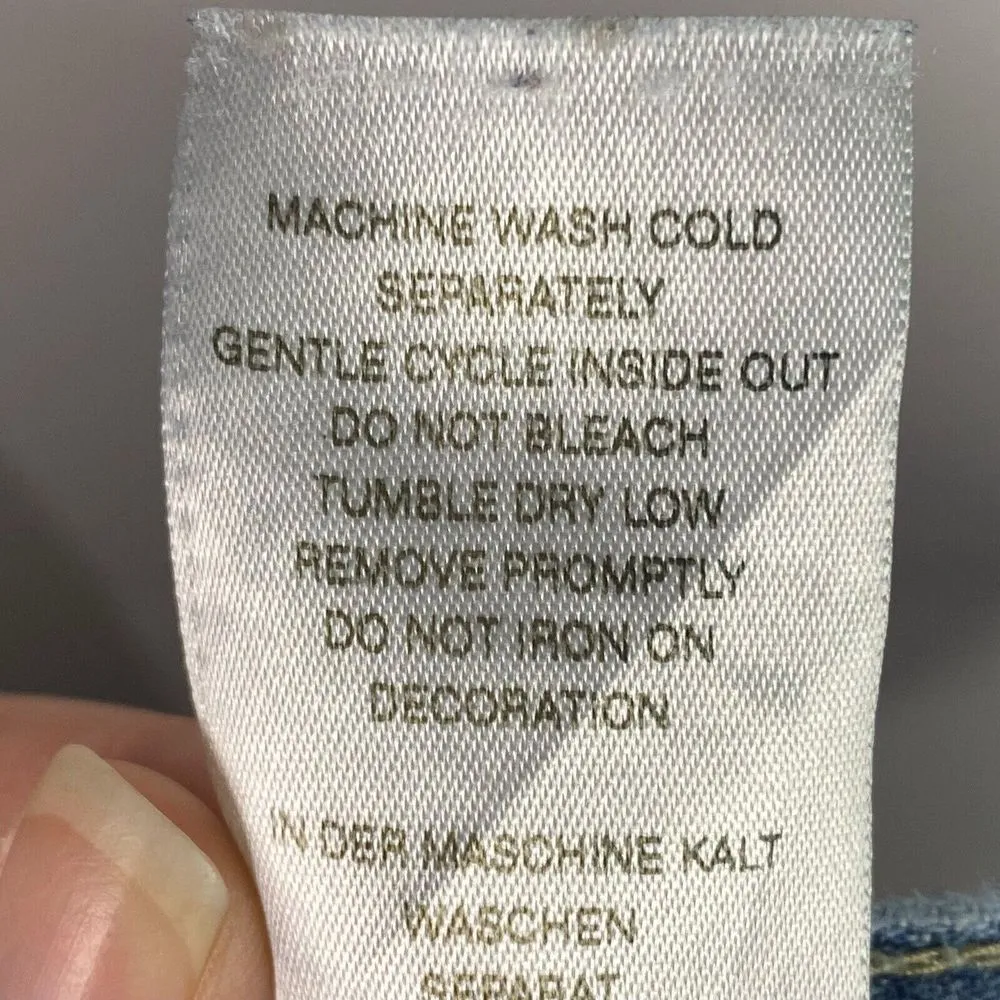 MACHINE WASH COLD
SEPARATELY
GENTLE CYCLE INSIDE OUT
DO NOT BLEACH
TUMBLE DRY LOW
REMOVE PROMPTLY
DO NOT IRON ON
DECORATION
IN DER MASCHINE KALT
WASCHEN
SEPARAT